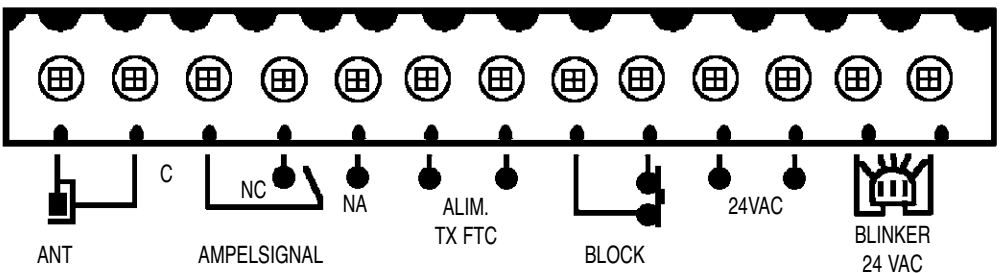 C
NC
NA
ALIM.
TX FTC
24VAC
ANT
AMPELSIGNAL
BLOCK
BLINKER
24 VAC